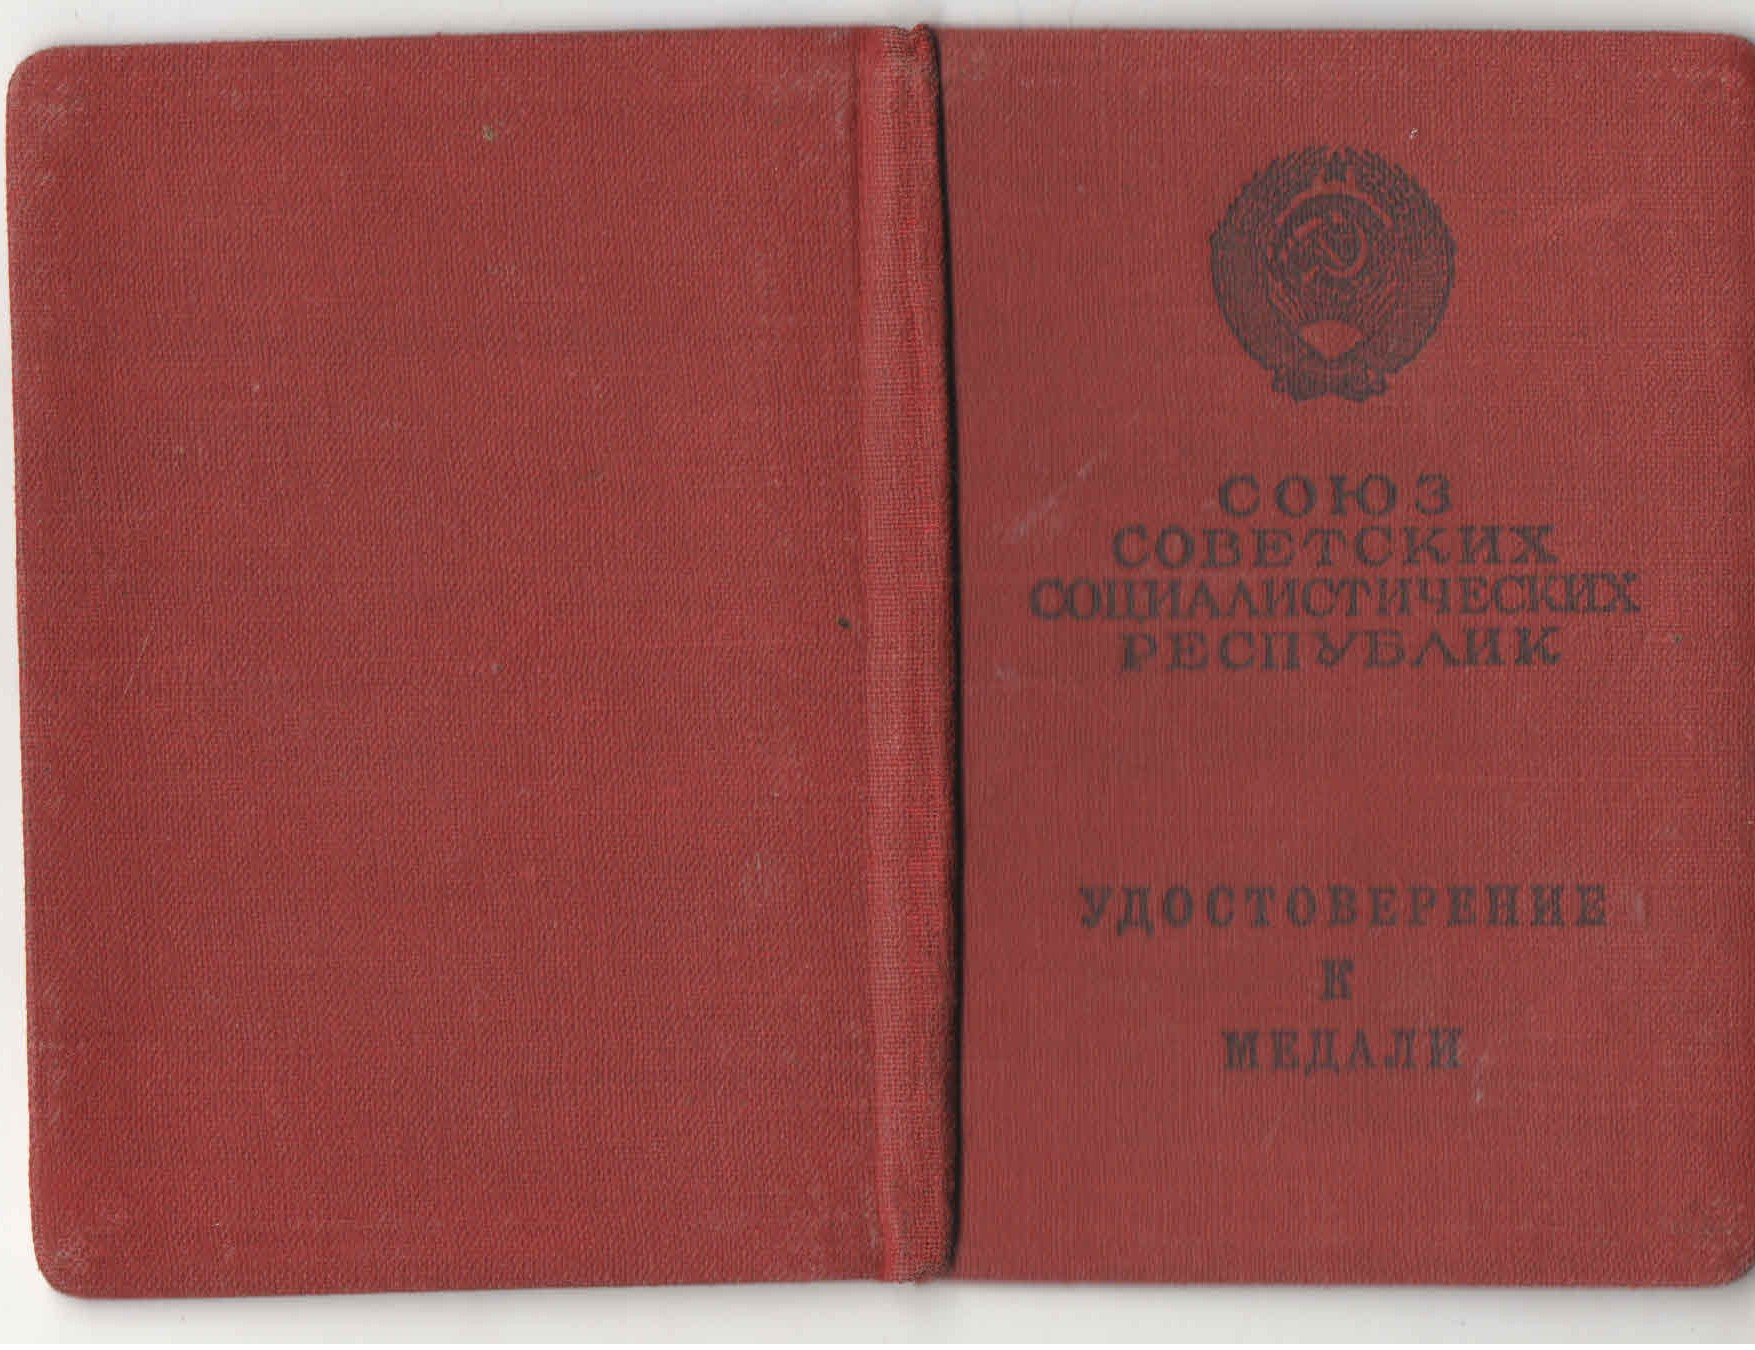 СОЮЗ
СОВЕТСКИХ
СОЦИАЛИСТИЧЕСКИХ
РЕСПУБЛИК
УДОСТОВЕРЕНИЕ
К
МЕДАЛИ